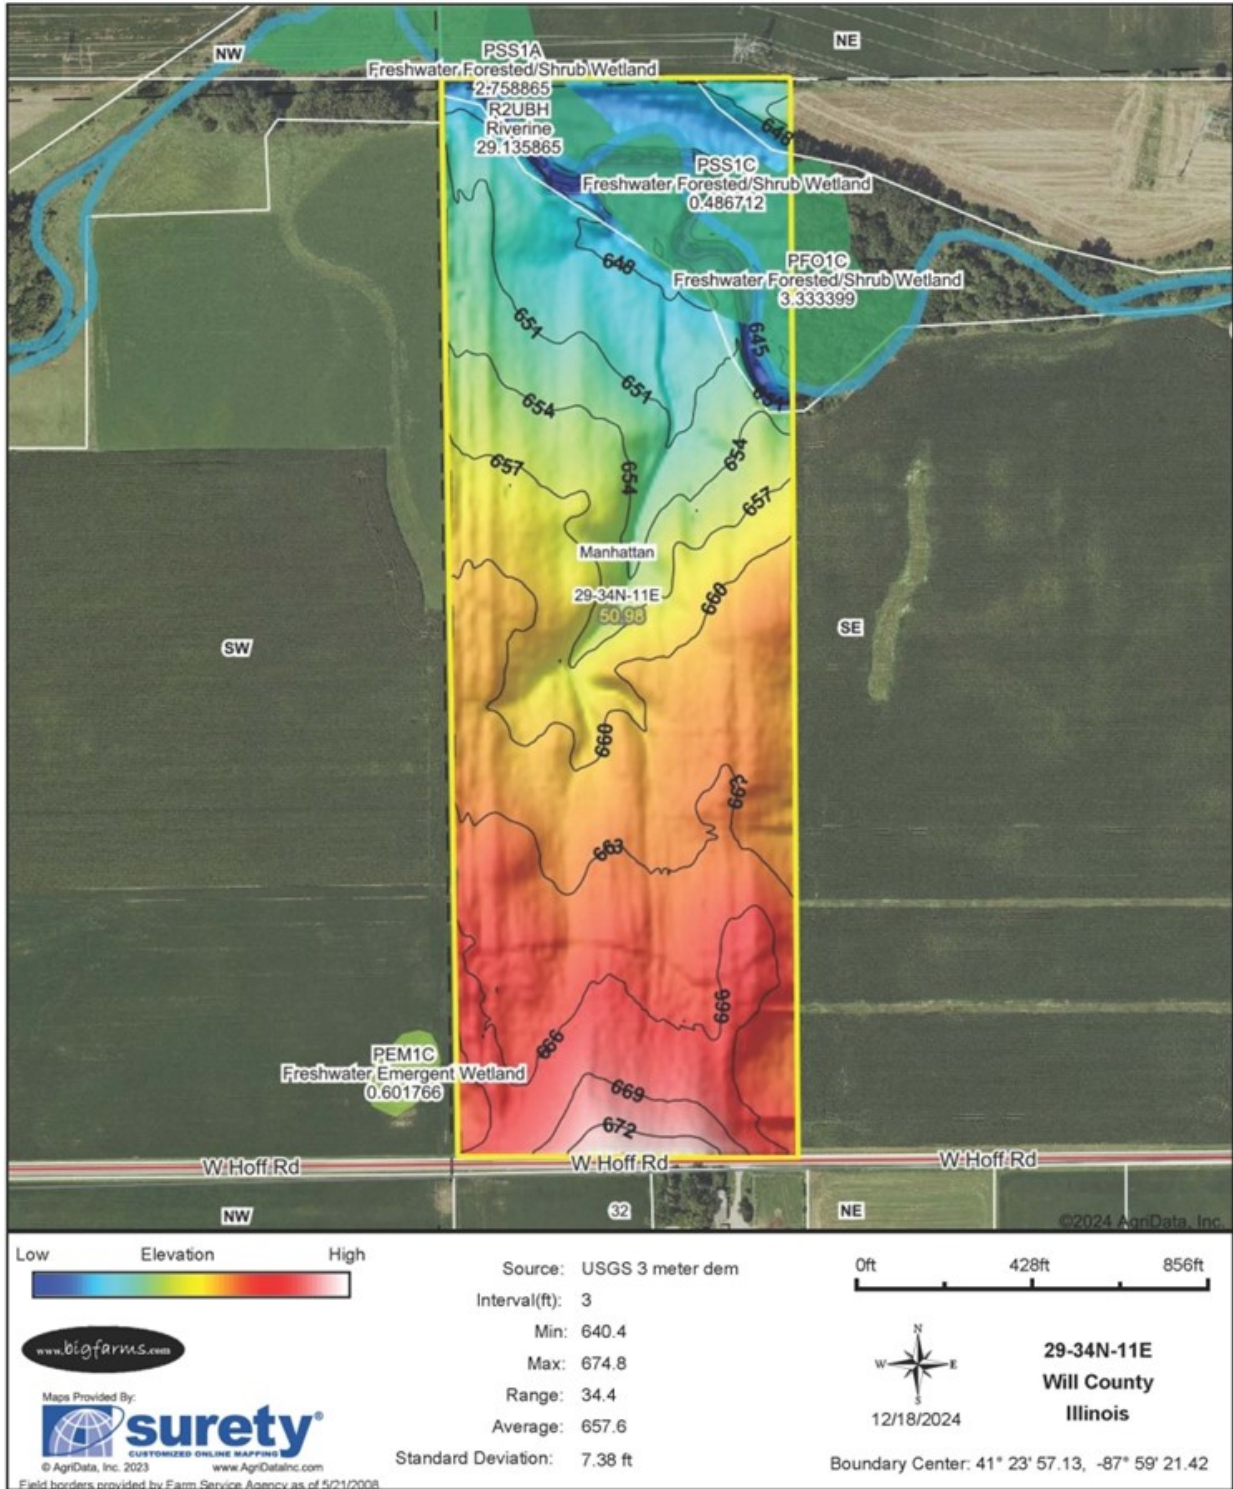 NW
NE
PSS1A
Freshwater Forested/Shrub Wetland
2.758865
R2UBH
Riverine
29.135865
648
PSS1C
Freshwater Forested/Shrub Wetland
0.486712
PFO1C
Freshwater Forested/Shrub Wetland
3.333399
648
651
645
651
651
654
654
657
654
657
Manhattan
29-34N-11E
50.98
660
SW
SE
660
663
663
666
666
PEM1C
Freshwater Emergent Wetland
0.601766
669
672
W Hoff Rd
W Hoff Rd
W Hoff Rd
NW
32
NE
©2024 AgriData, Inc.
Low Elevation High
Source: USGS 3 meter dem
Interval(ft): 3
Min: 640.4
Max: 674.8
Range: 34.4
Average: 657.6
Standard Deviation: 7.38 ft
0ft 428ft 856ft
www.bigfarms.com
Maps Provided By:
surety®
CUSTOMIZED ONLINE MAPPING
© AgriData, Inc. 2023 www.AgriDataInc.com
Field borders provided by Farm Service Agency as of 5/21/2008.
N
W E
S
12/18/2024
29-34N-11E
Will County
Illinois
Boundary Center: 41° 23' 57.13, -87° 59' 21.42